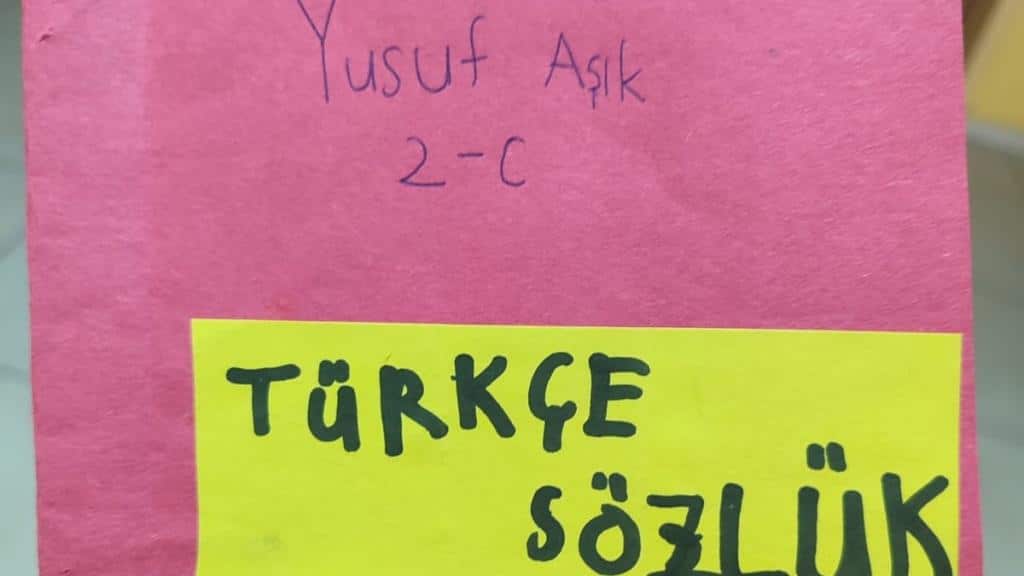 Yusuf Aşık
2-C
TÜRKÇE
SÖZLÜK